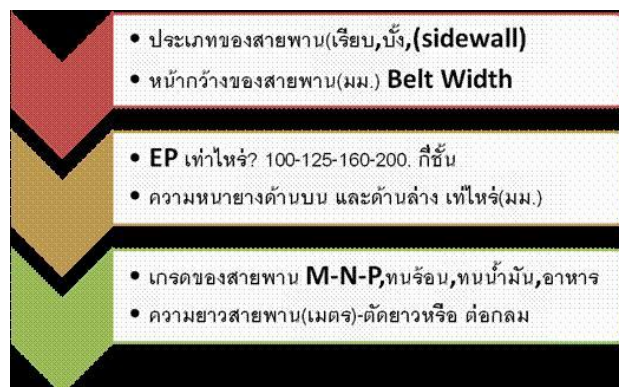 • ประเภทของสายพาน(เรียบ,บั้ง,(sidewall)
• หน้ากว้างของสายพาน(มม.) Belt Width
• EP เท่าไหร่? 100-125-160-200. กี่ชั้น
• ความหนายางด้านบน และด้านล่าง เท่ไหร่(มม.)
• เกรดของสายพาน M-N-P,ทนร้อน,ทนน้ำมัน,อาหาร
• ความยาวสายพาน(เมตร)-ตัดยาวหรือ ต่อกลม